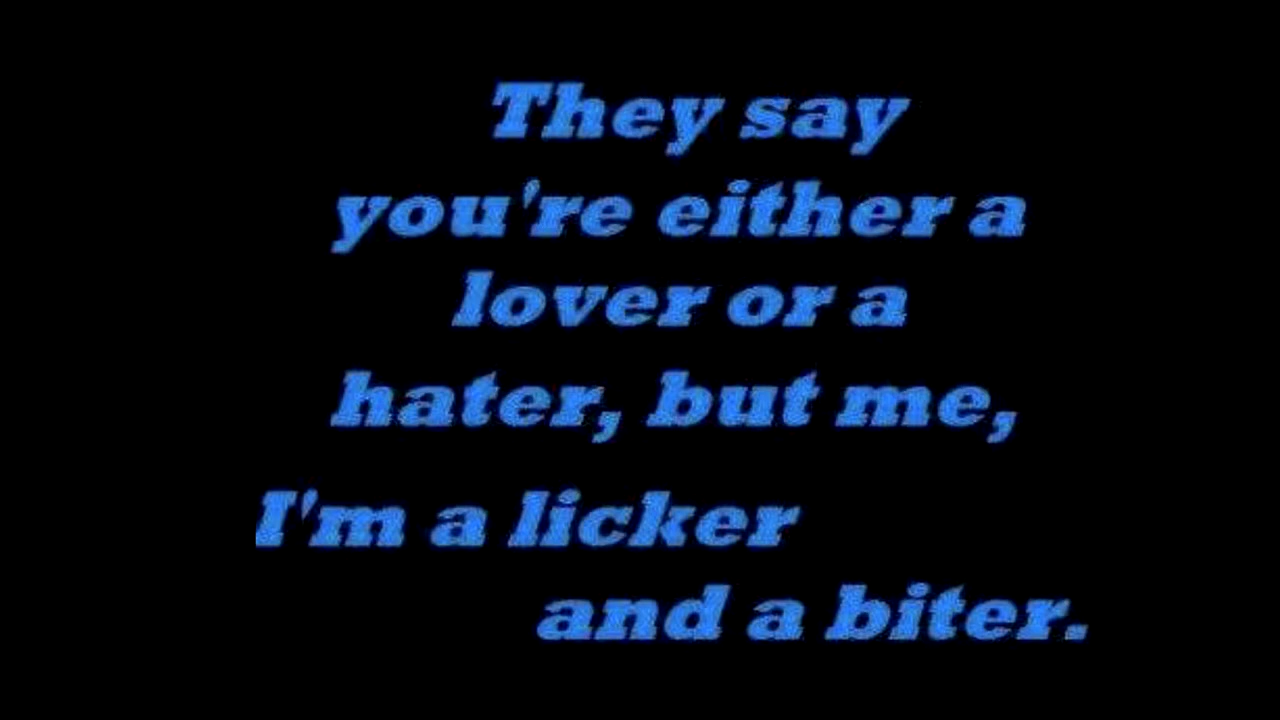 They say
you're either a
lover or a
hater, but me,
I'm a licker
and a biter.